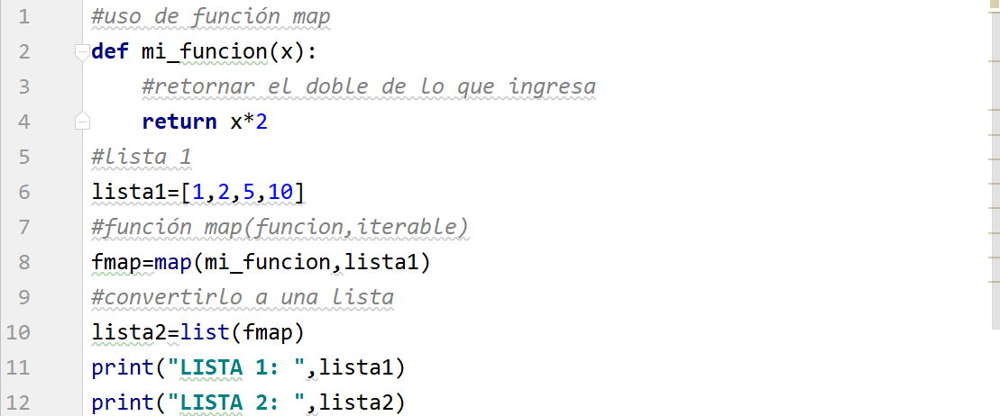 1 #uso de función map
2 def mi_funcion(x):
3 #retornar el doble de lo que ingresa
4 return x*2
5 #lista 1
6 lista1=[1,2,5,10]
7 #función map(funcion,iterable)
8 fmap=map(mi_funcion,lista1)
9 #convertirlo a una lista
10 lista2=list(fmap)
11 print("LISTA 1: ",lista1)
12 print("LISTA 2: ",lista2)